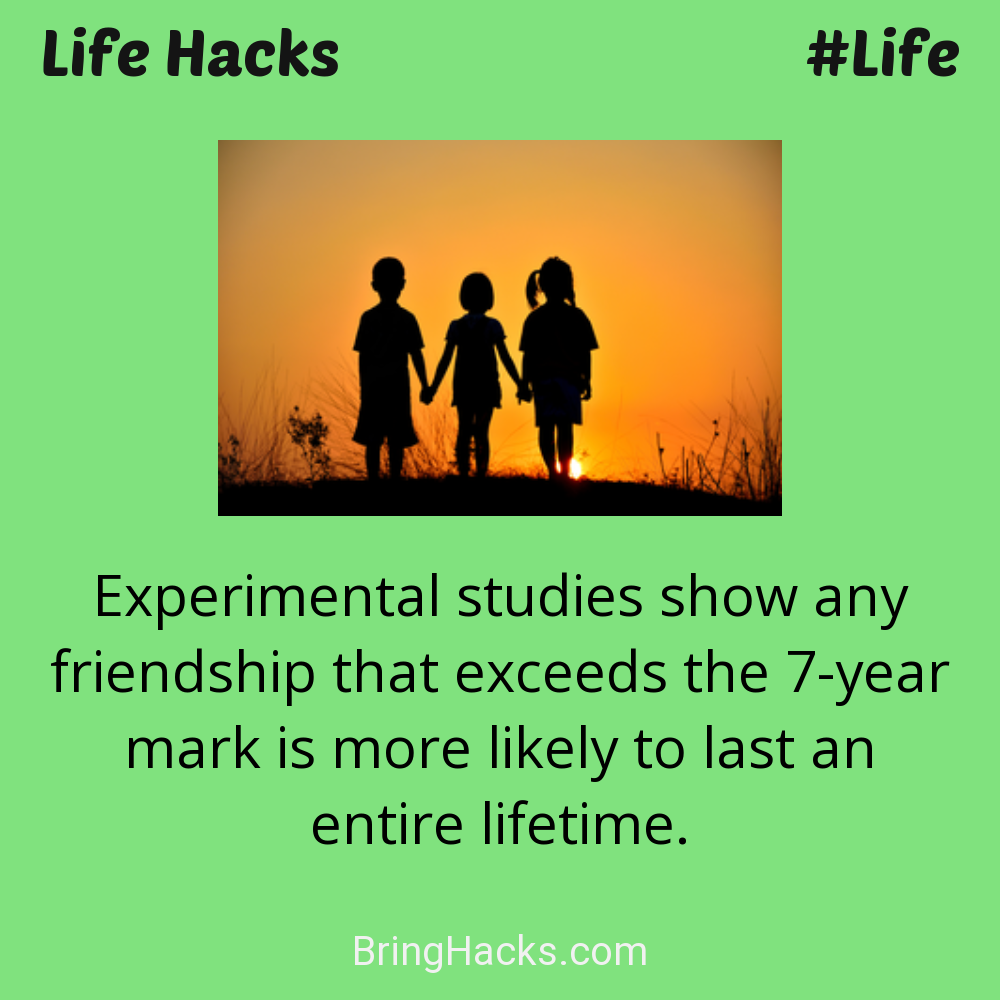 Life Hacks
#Life
Experimental studies show any
friendship that exceeds the 7-year
mark is more likely to last an
entire lifetime.
BringHacks.com